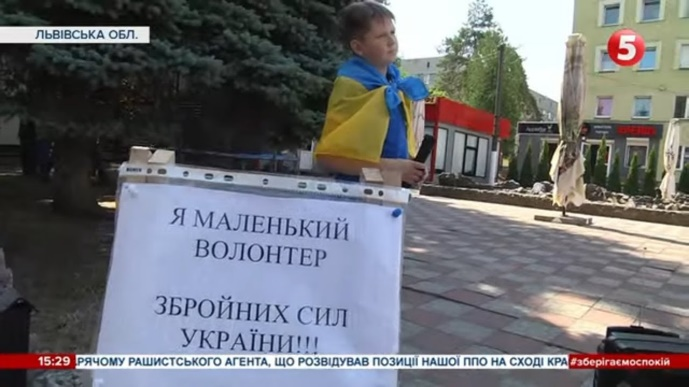 ЛЬВІВСЬКА ОБЛ.
5
Я МАЛЕНЬКИЙ
ВОЛОНТЕР
ЗБРОЙНИХ СИЛ
УКРАЇНИ!!!
15:29 РЯЧОМУ РАШИСТСЬКОГО АГЕНТА, ЩО РОЗВІДУВАВ ПОЗИЦІЇ НАШОЇ ППО НА СХОДІ КРА #зберігаємоспокій